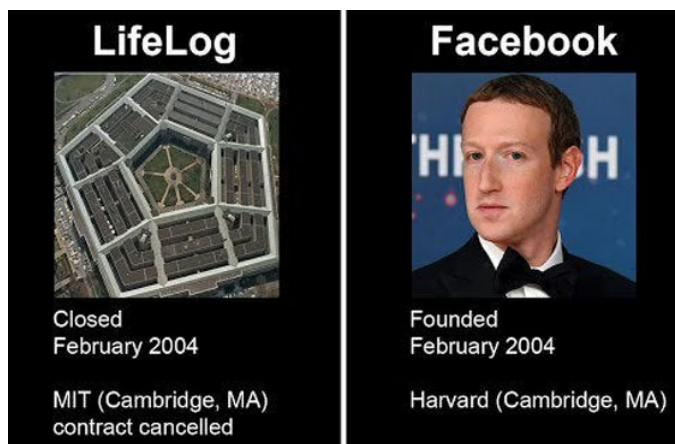 LifeLog
Closed
February 2004
MIT (Cambridge, MA)
contract cancelled
Facebook
Founded
February 2004
Harvard (Cambridge, MA)